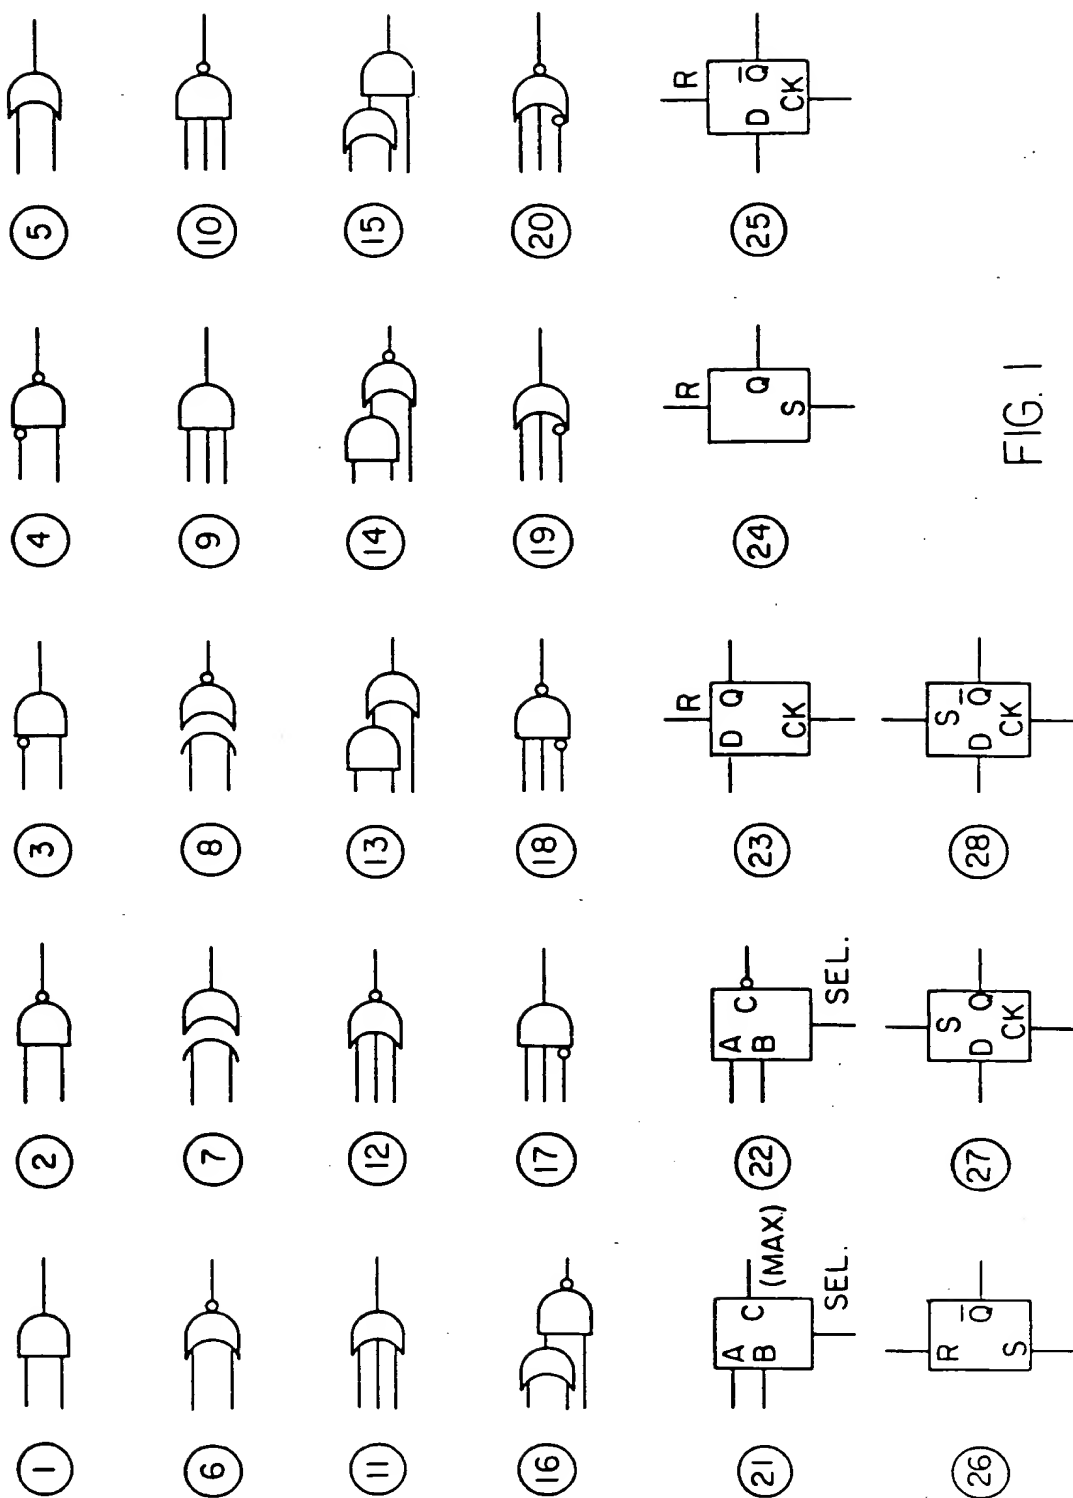 1 2 3 4 5
6 7 8 9 10
11 12 13 14 15
16 17 18 19 20
21
A
B
C
(MAX)
SEL.
22
A
B
C
SEL.
23
R
D
Q
CK
24
R
Q
S
25
R
D
Q̅
CK
26
R
Q̅
S
27
S
D
Q
CK
28
S
D
Q̅
CK
FIG. 1